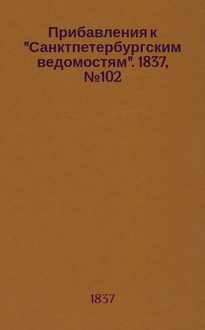 Прибавления к
"Санктпетербургским
ведомостям". 1837,
№102
1837